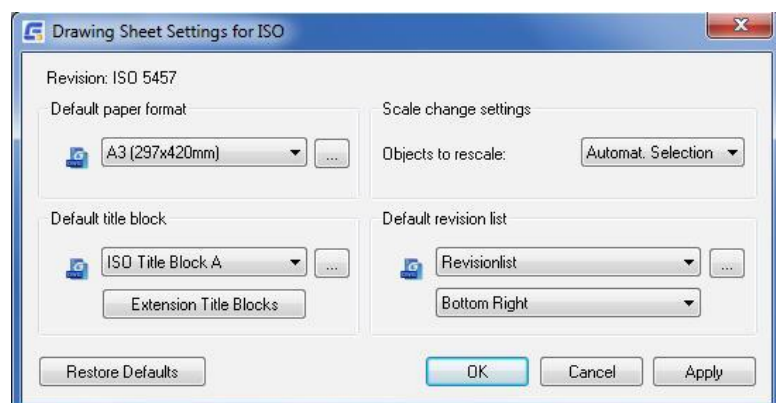 Drawing Sheet Settings for ISO
Revision: ISO 5457
Default paper format
A3 (297x420mm)
...
Scale change settings
Objects to rescale:
Automat. Selection
Default title block
ISO Title Block A
...
Extension Title Blocks
Default revision list
Revisionlist
...
Bottom Right
Restore Defaults
OK
Cancel
Apply